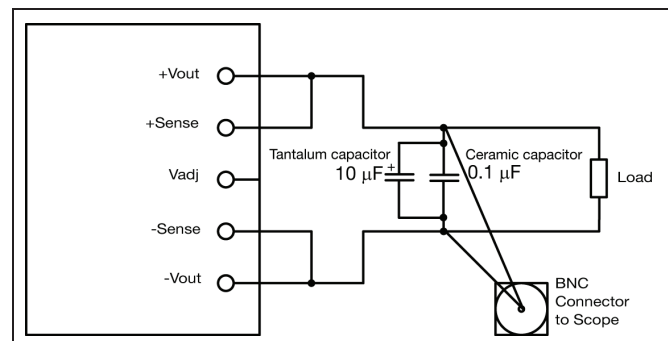 +Vout
+Sense
Vadj
-Sense
-Vout
Tantalum capacitor
10 μF
+
Ceramic capacitor
0.1 μF
Load
BNC
Connector
to Scope